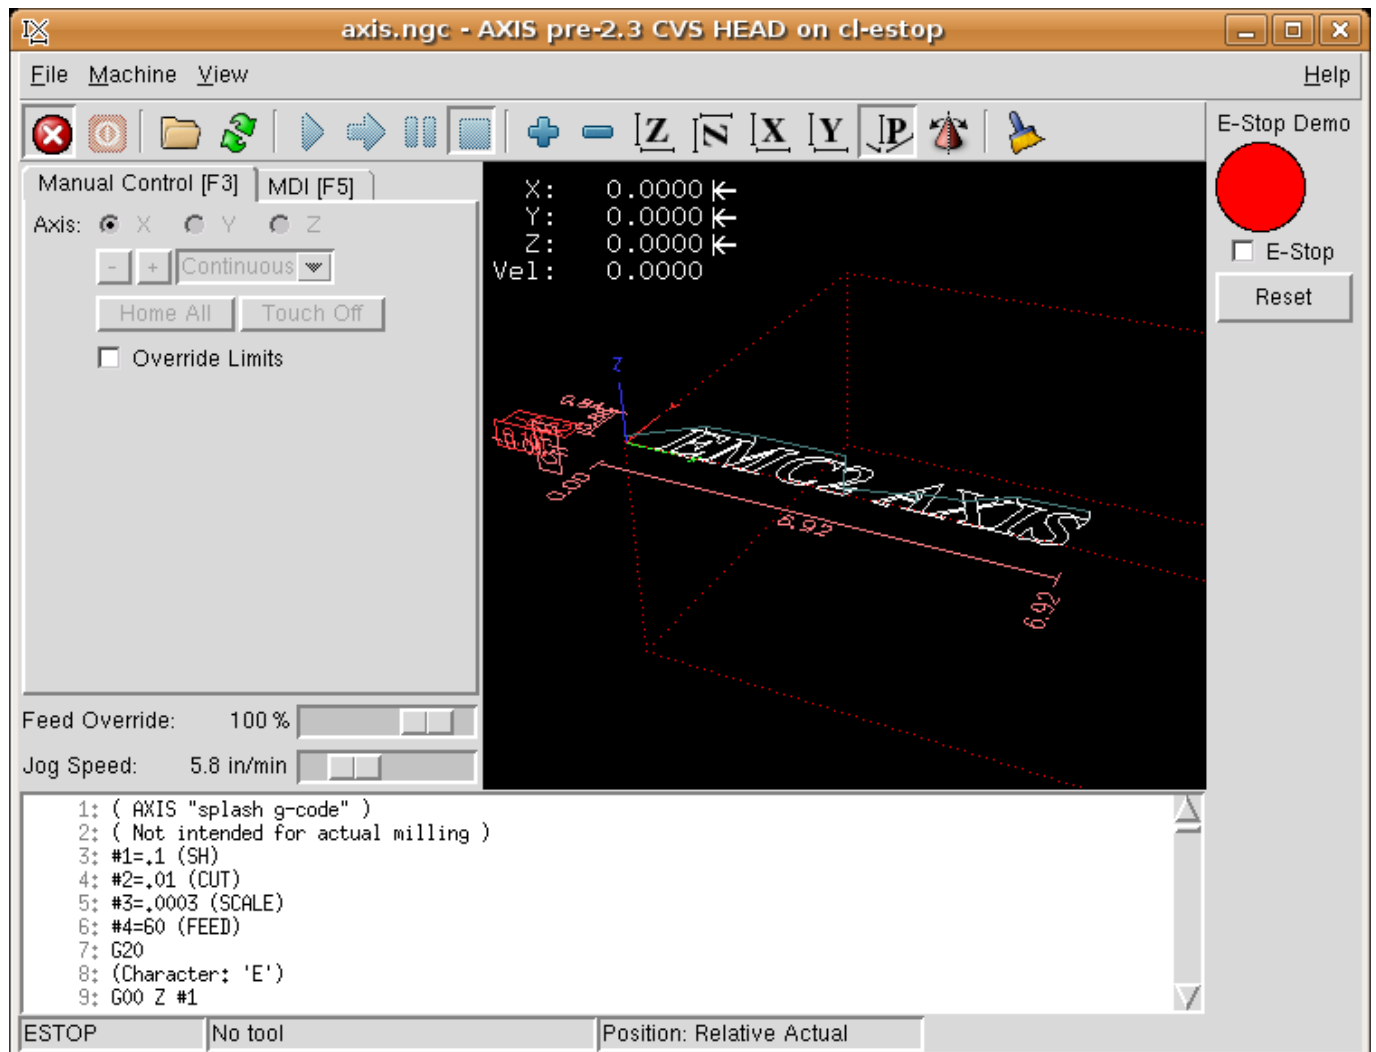 axis.ngc - AXIS pre-2.3 CVS HEAD on cl-estop
File Machine View Help
Z N X Y P
E-Stop Demo
E-Stop
Reset
Manual Control [F3] MDI [F5]
Axis: X Y Z
- + Continuous
Home All Touch Off
Override Limits
X: 0.0000
Y: 0.0000
Z: 0.0000
Vel: 0.0000
Z
EMC2 AXIS
0.00
6.92
6.92
Feed Override: 100 %
Jog Speed: 5.8 in/min
1: ( AXIS "splash g-code" )
2: ( Not intended for actual milling )
3: #1=.1 (SH)
4: #2=.01 (CUT)
5: #3=.0003 (SCALE)
6: #4=60 (FEED)
7: G20
8: (Character: 'E')
9: G00 Z #1
ESTOP No tool Position: Relative Actual